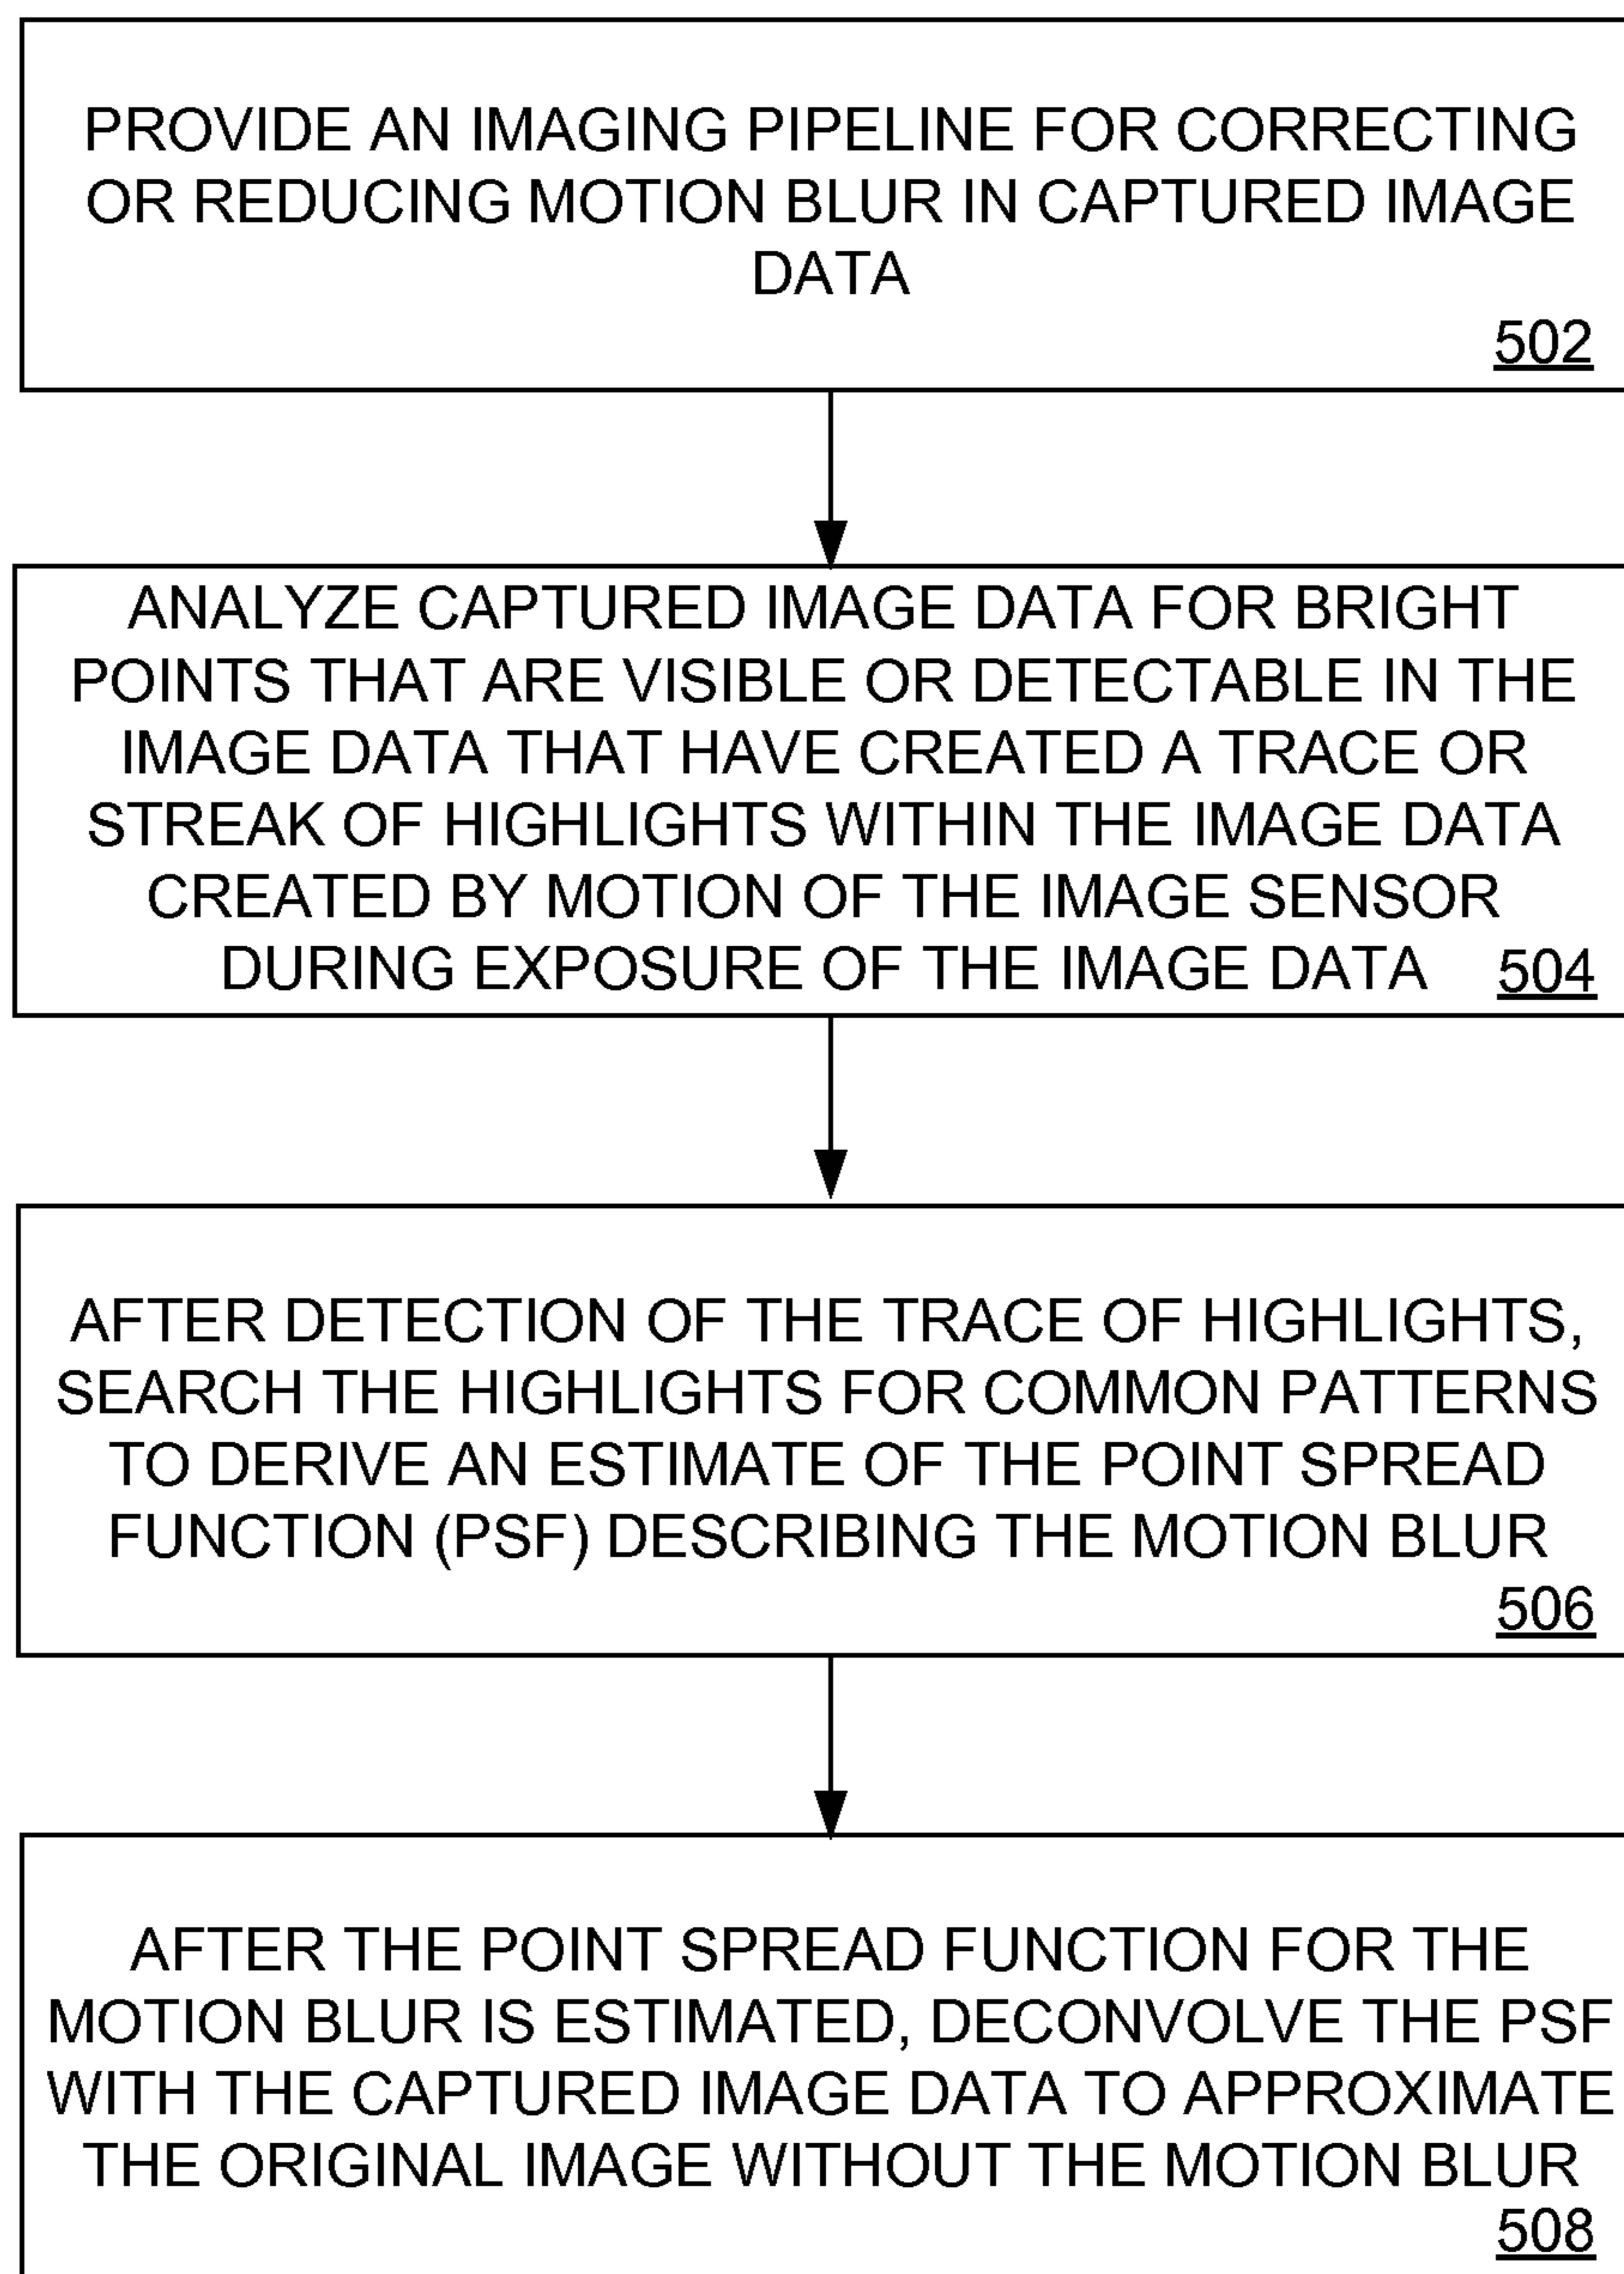 PROVIDE AN IMAGING PIPELINE FOR CORRECTING
OR REDUCING MOTION BLUR IN CAPTURED IMAGE
DATA
502
ANALYZE CAPTURED IMAGE DATA FOR BRIGHT
POINTS THAT ARE VISIBLE OR DETECTABLE IN THE
IMAGE DATA THAT HAVE CREATED A TRACE OR
STREAK OF HIGHLIGHTS WITHIN THE IMAGE DATA
CREATED BY MOTION OF THE IMAGE SENSOR
DURING EXPOSURE OF THE IMAGE DATA 504
AFTER DETECTION OF THE TRACE OF HIGHLIGHTS,
SEARCH THE HIGHLIGHTS FOR COMMON PATTERNS
TO DERIVE AN ESTIMATE OF THE POINT SPREAD
FUNCTION (PSF) DESCRIBING THE MOTION BLUR
506
AFTER THE POINT SPREAD FUNCTION FOR THE
MOTION BLUR IS ESTIMATED, DECONVOLVE THE PSF
WITH THE CAPTURED IMAGE DATA TO APPROXIMATE
THE ORIGINAL IMAGE WITHOUT THE MOTION BLUR
508